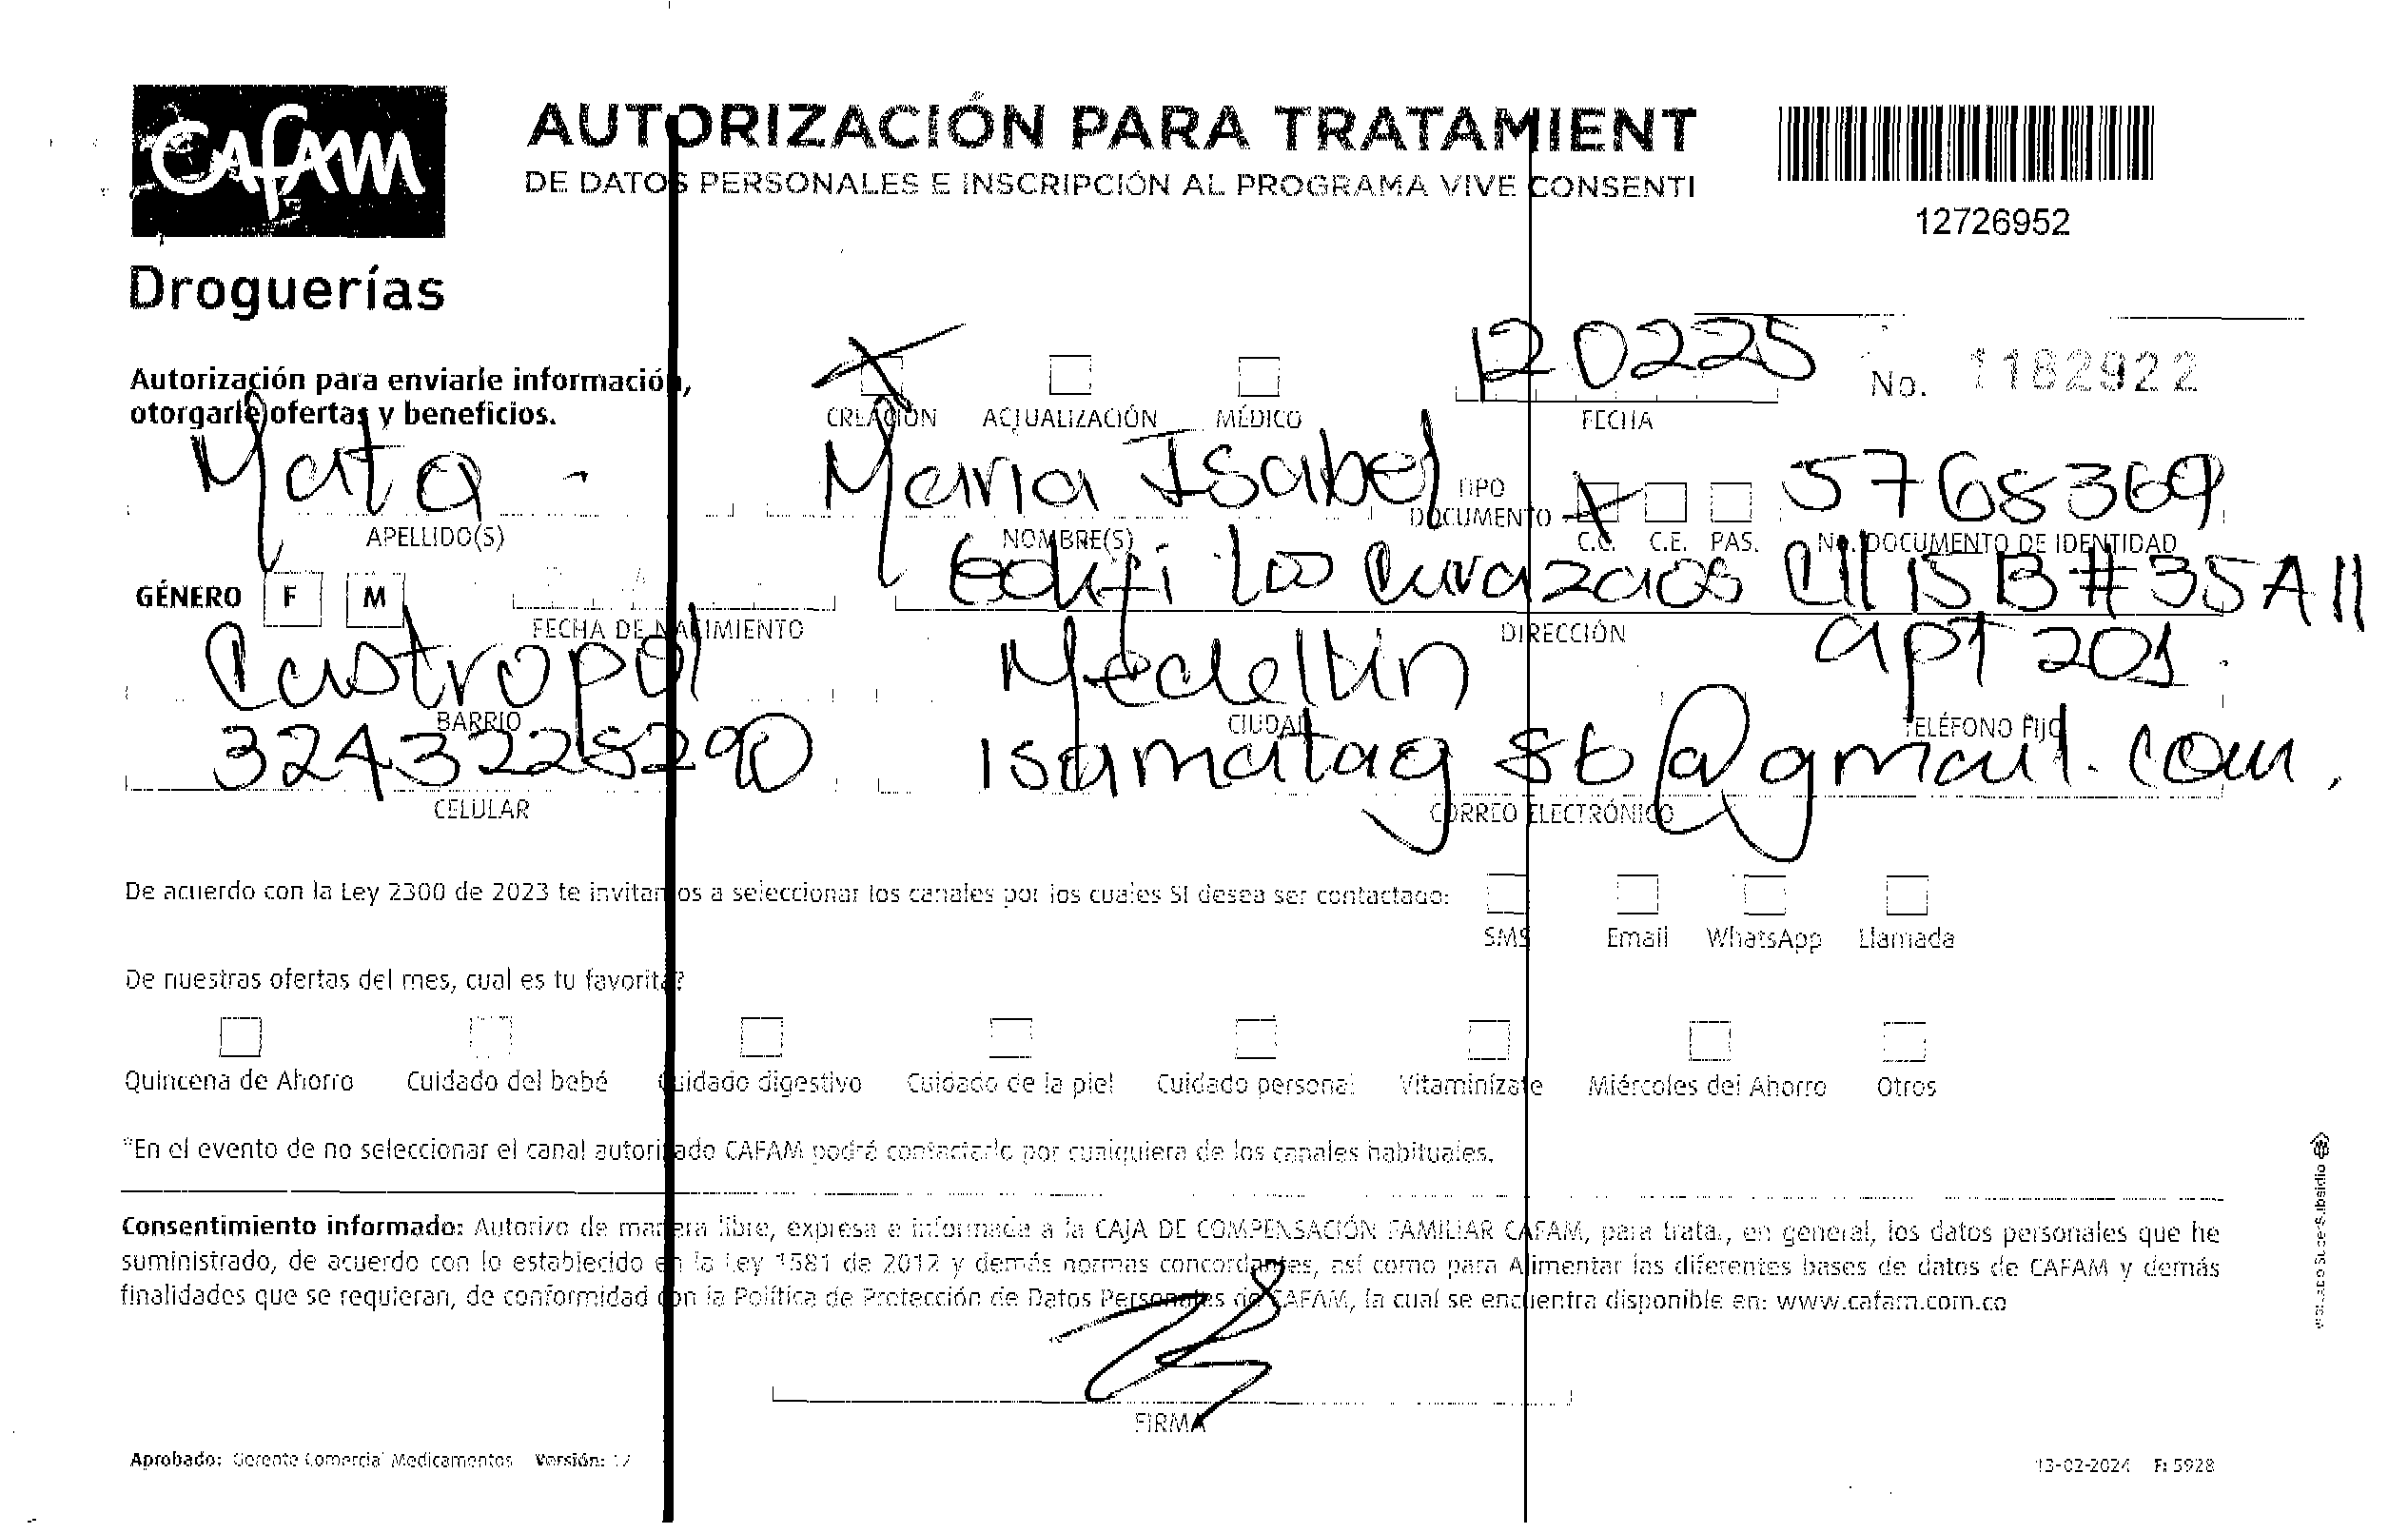 CAFAM
Droguerías
AUTORIZACIÓN PARA TRATAMIENT
DE DATOS PERSONALES E INSCRIPCIÓN AL PROGRAMA VIVE CONSENTI
12726952
Autorización para enviarle información,
otorgarle ofertas y beneficios.
CREACIÓN ACTUALIZACIÓN MÉDICO
120225
FECHA
No. 1182922
Mata
APELLIDO(S)
Maria Isabel
NOMBRE(S)
TIPO
DOCUMENTO
C.C. C.E. PAS.
5768369
No. DOCUMENTO DE IDENTIDAD
GÉNERO F M
FECHA DE NACIMIENTO
Edifi los Curazaos Cll 15B #35A11
DIRECCIÓN
apt 201
Castropol
BARRIO
Medellin
CIUDAD
TELÉFONO FIJO
3243228290
CELULAR
isamatag86@gmail.com
CORREO ELECTRÓNICO
De acuerdo con la Ley 2300 de 2023 te invitamos a seleccionar los canales por los cuales SI desea ser contactado:
SMS Email WhatsApp Llamada
De nuestras ofertas del mes, cual es tu favorita?
Quincena de Ahorro Cuidado del bebé Cuidado digestivo Cuidado de la piel Cuidado personal Vitaminízate Miércoles del Ahorro Otros
*En el evento de no seleccionar el canal autorizado CAFAM podrá contactarlo por cualquiera de los canales habituales.
Consentimiento informado: Autorizo de manera libre, expresa e informada a la CAJA DE COMPENSACIÓN FAMILIAR CAFAM, para tratar, en general, los datos personales que he
suministrado, de acuerdo con lo establecido en la Ley 1581 de 2012 y demás normas concordantes, así como para Alimentar las diferentes bases de datos de CAFAM y demás
finalidades que se requieran, de conformidad con la Política de Protección de Datos Personales de CAFAM, la cual se encuentra disponible en: www.cafam.com.co
FIRMA
Aprobado: Gerente Comercial Medicamentos Versión: 12
13-02-2024 F: 5928
VIGILADO SuperSubsidio